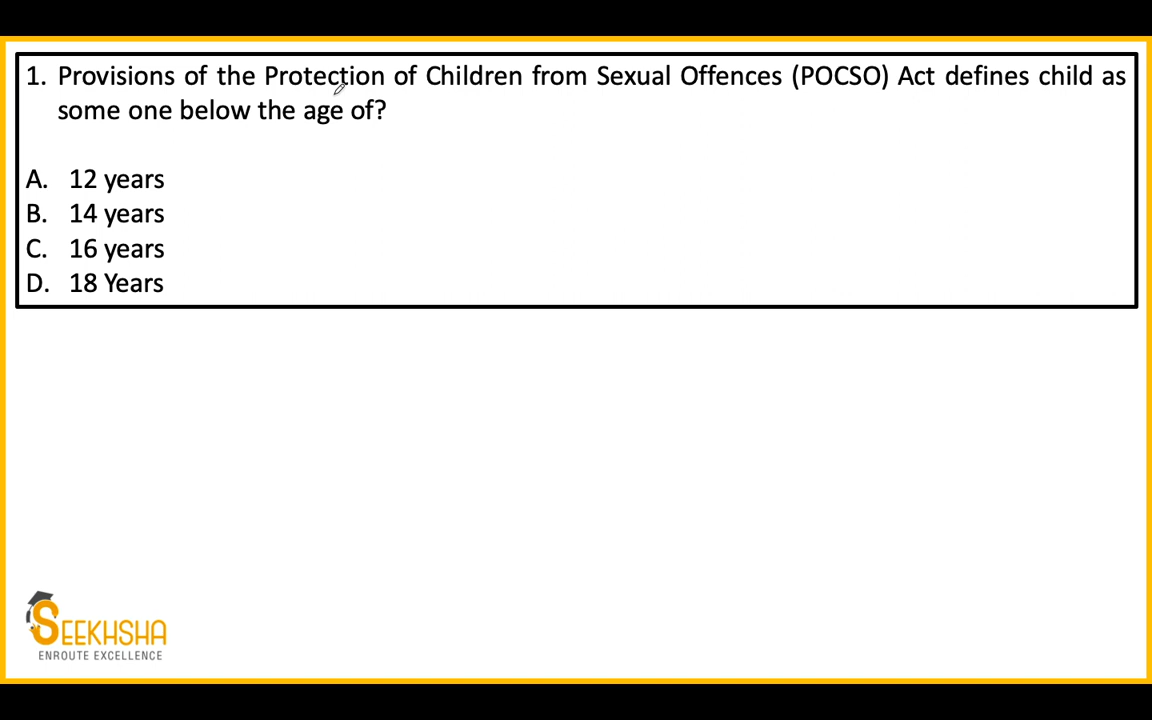 1. Provisions of the Protection of Children from Sexual Offences (POCSO) Act defines child as
some one below the age of?
A. 12 years
B. 14 years
C. 16 years
D. 18 Years
SEEKHSHA
ENROUTE EXCELLENCE